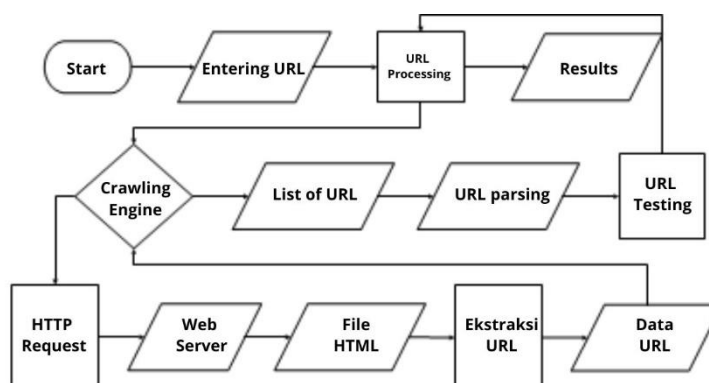 Start
Entering URL
URL
Processing
Results
Crawling
Engine
List of URL
URL parsing
URL
Testing
HTTP
Request
Web
Server
File
HTML
Ekstraksi
URL
Data
URL